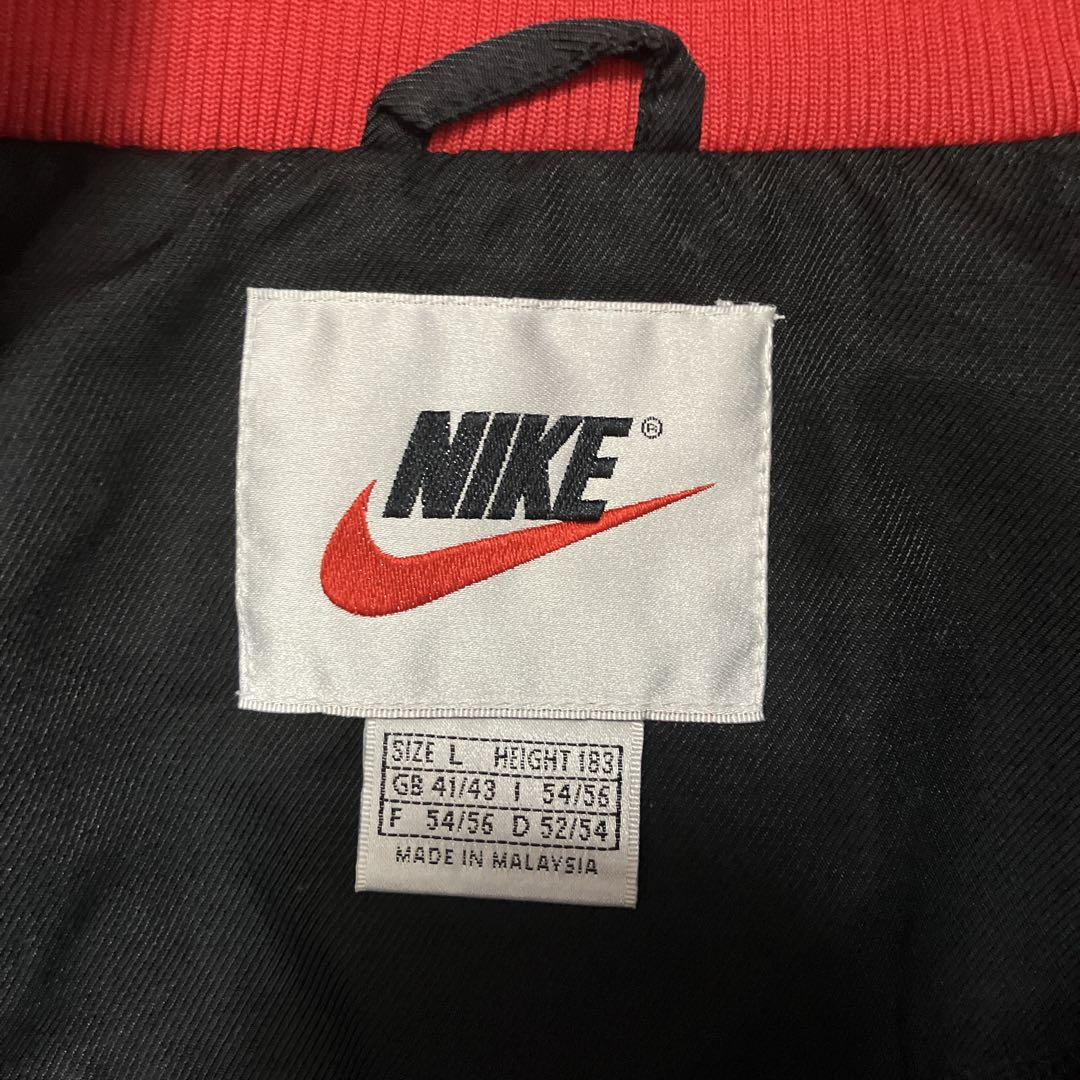 NIKE®
SIZE L HEIGHT 183
GB 41/43 I 54/56
F 54/56 D 52/54
MADE IN MALAYSIA